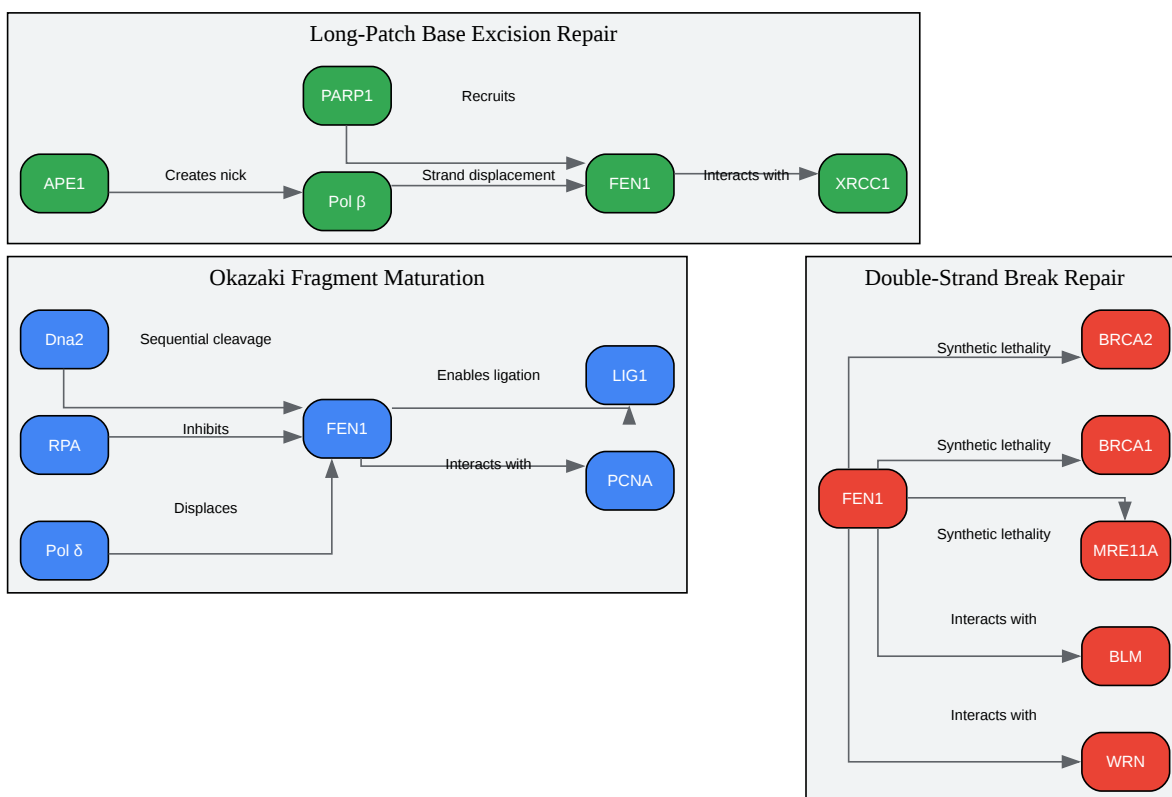 Long-Patch Base Excision Repair
PARP1
Recruits
APE1
Creates nick
Pol β
Strand displacement
FEN1
Interacts with
XRCC1
Okazaki Fragment Maturation
Dna2
Sequential cleavage
RPA
Inhibits
Pol δ
Displaces
FEN1
Enables ligation
LIG1
Interacts with
PCNA
Double-Strand Break Repair
FEN1
Synthetic lethality
BRCA2
Synthetic lethality
BRCA1
Synthetic lethality
MRE11A
Interacts with
BLM
Interacts with
WRN